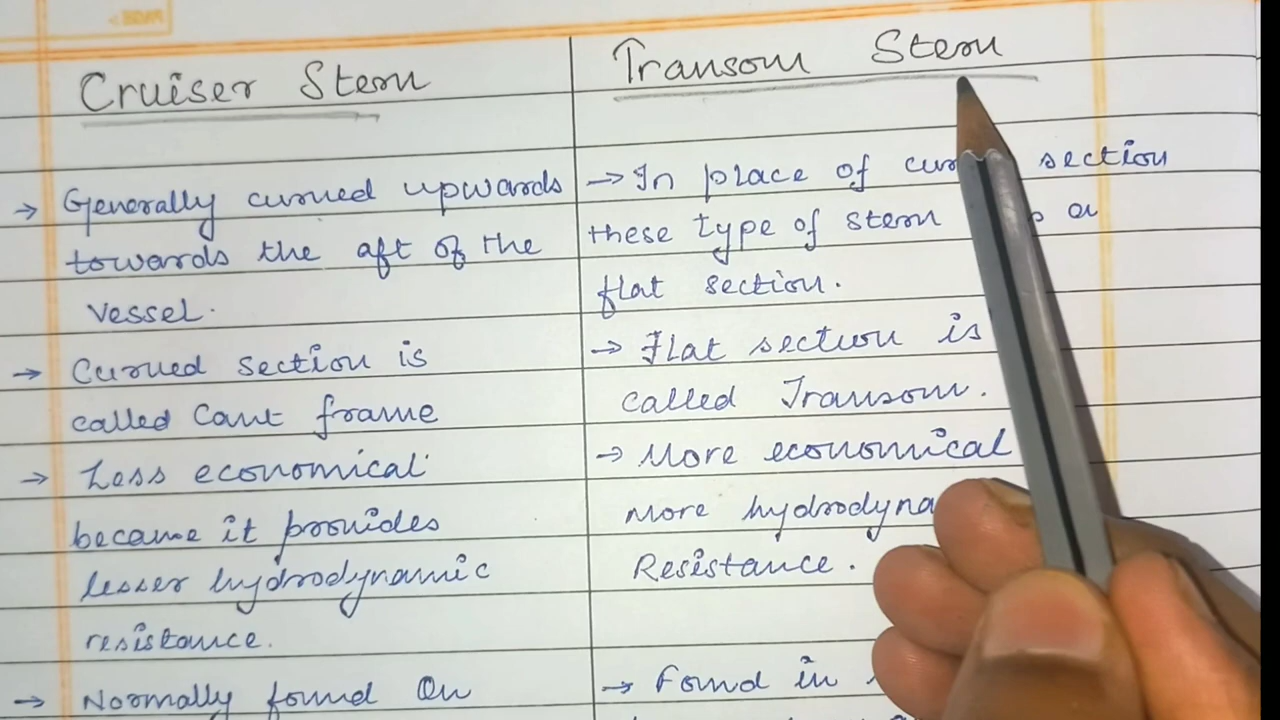 Cruiser Stern
Generally curved upwards
towards the aft of the
vessel.
→ Curved section is
called Cant frame
→ Less economical
because it provides
lesser hydrodynamic
resistance.
→ Normally found On
Transom Stern
→ In place of section
these type of stern a
flat section.
→ Flat section is
called Transom.
→ More economical
More
Resistance.
→ Found in